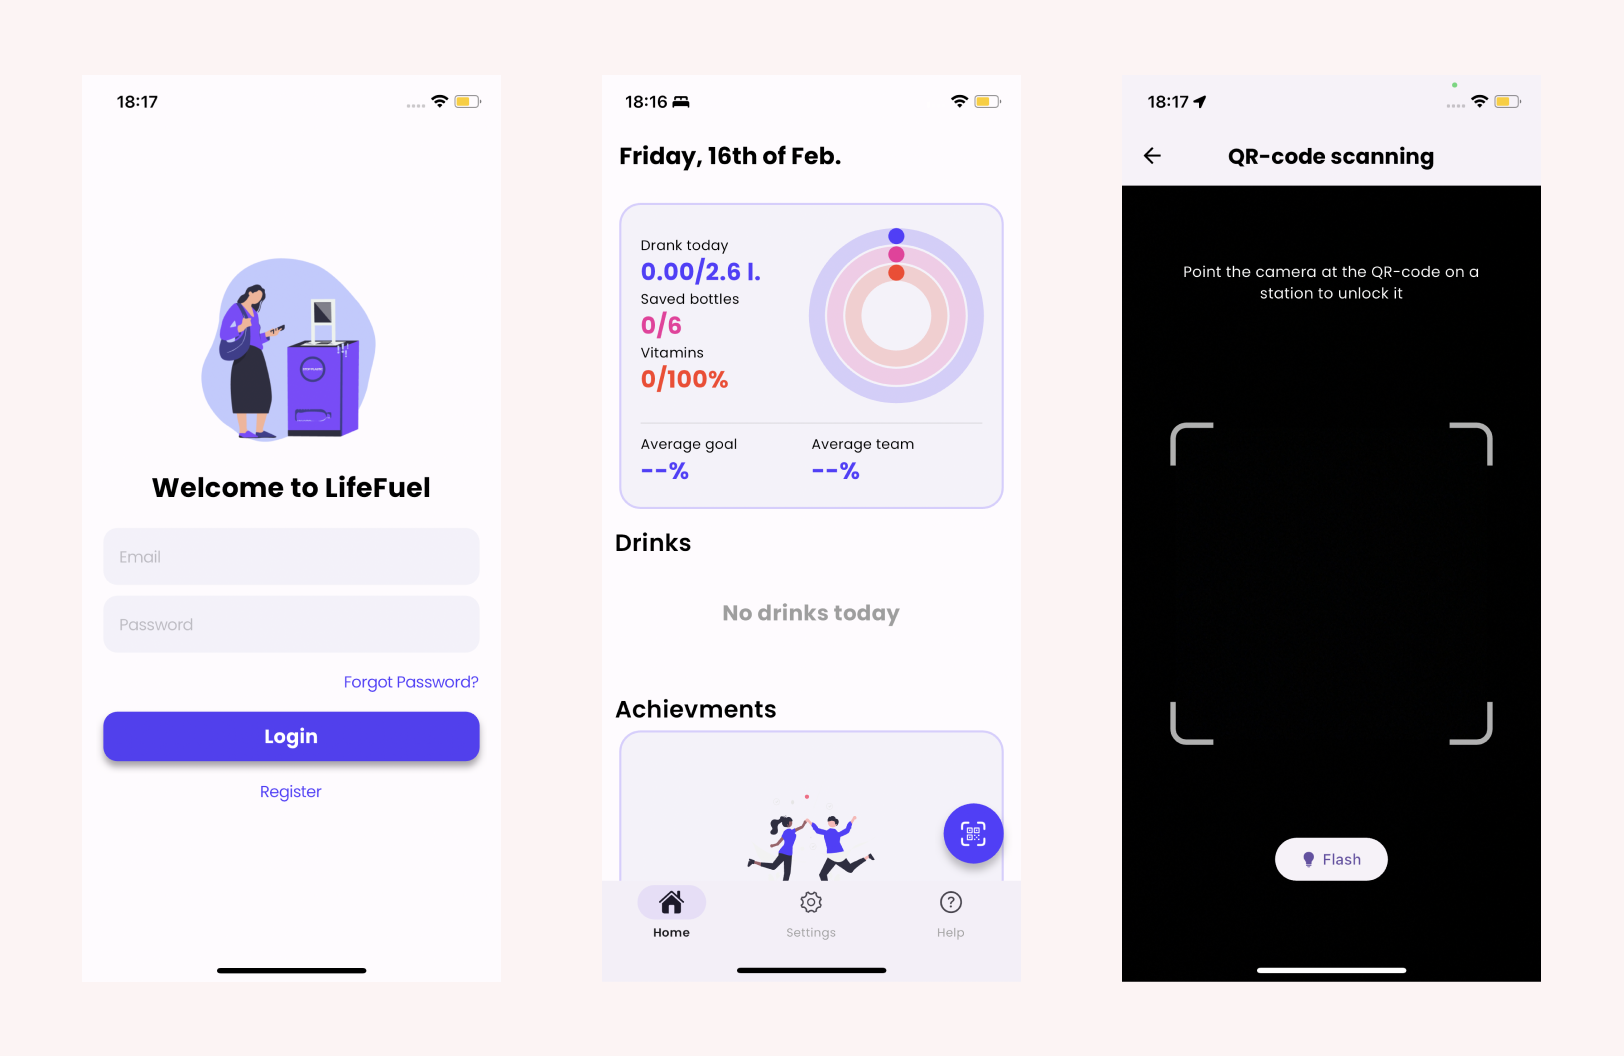 18:17
Welcome to LifeFuel
Email
Password
Forgot Password?
Login
Register
18:16
Friday, 16th of Feb.
Drank today
0.00/2.6 l.
Saved bottles
0/6
Vitamins
0/100%
Average goal
--%
Average team
--%
Drinks
No drinks today
Achievments
Home
Settings
Help
18:17
QR-code scanning
Point the camera at the QR-code on a
station to unlock it
Flash